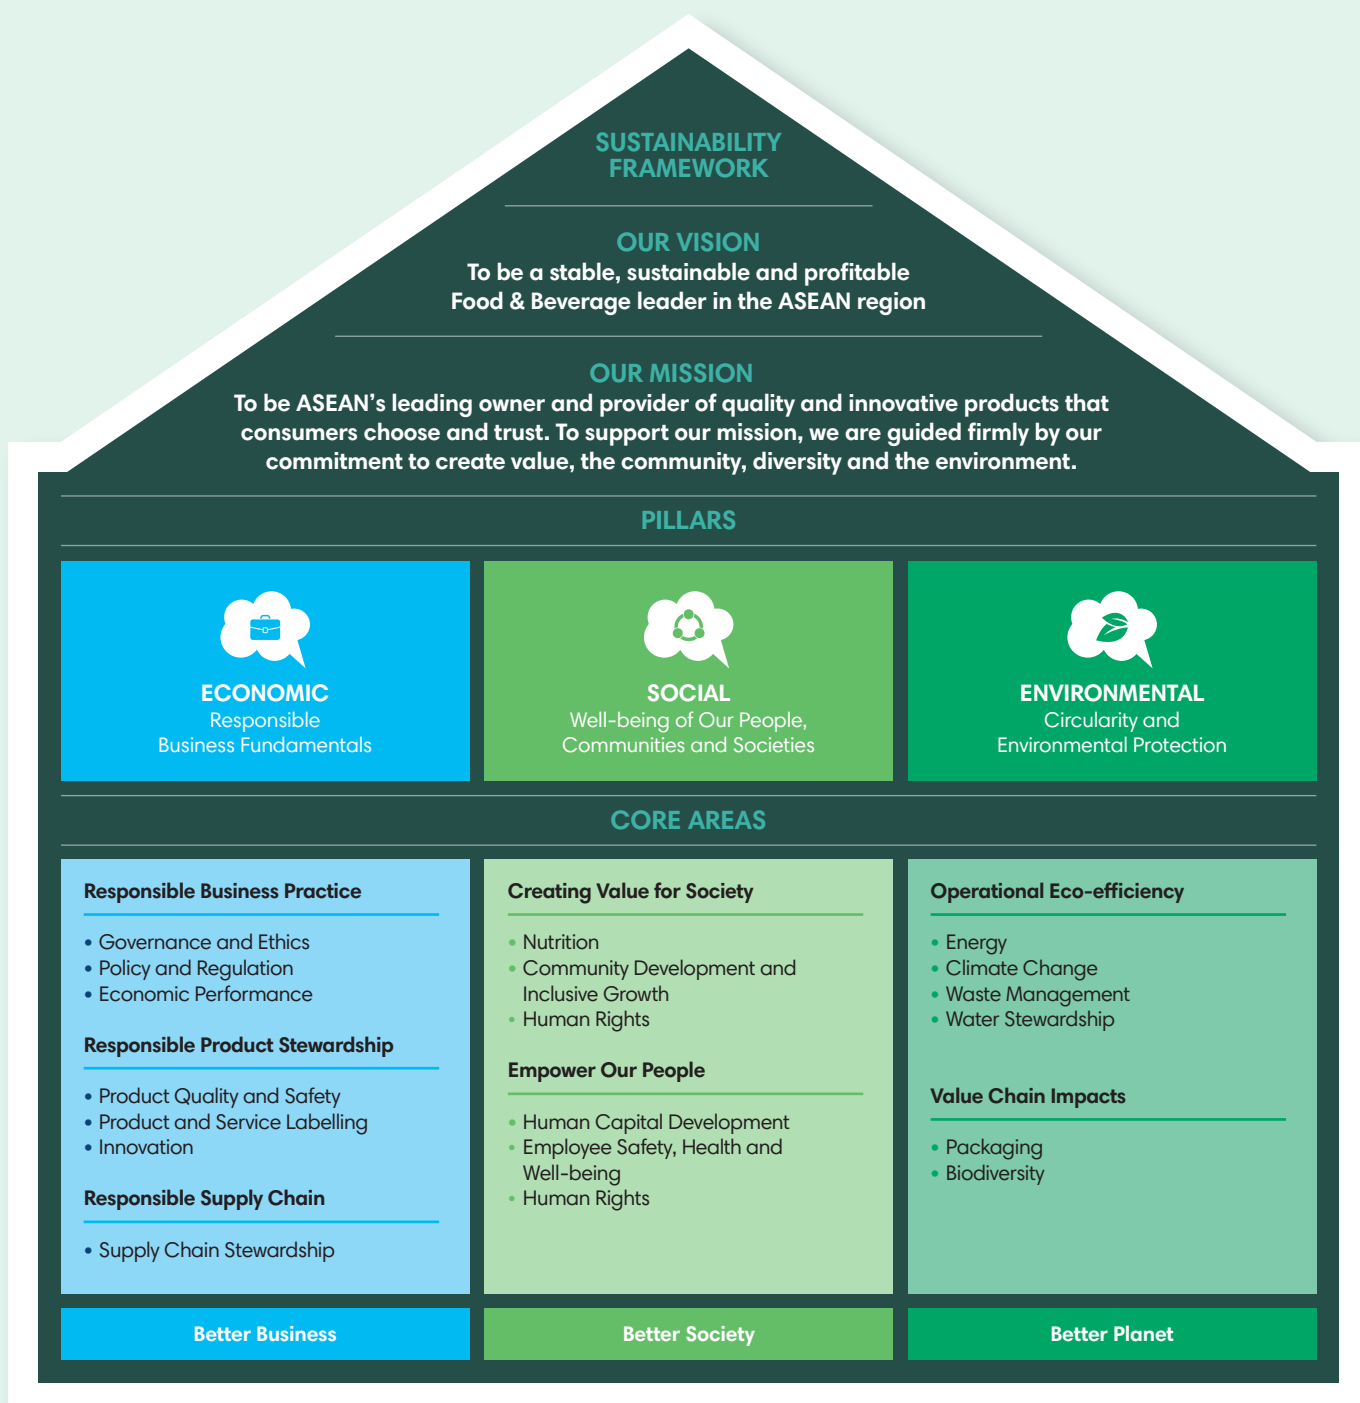 SUSTAINABILITY
FRAMEWORK
OUR VISION
To be a stable, sustainable and profitable
Food & Beverage leader in the ASEAN region
OUR MISSION
To be ASEAN's leading owner and provider of quality and innovative products that
consumers choose and trust. To support our mission, we are guided firmly by our
commitment to create value, the community, diversity and the environment.
PILLARS
ECONOMIC
Responsible
Business Fundamentals
SOCIAL
Well-being of Our People,
Communities and Societies
ENVIRONMENTAL
Circularity and
Environmental Protection
CORE AREAS
Responsible Business Practice
• Governance and Ethics
• Policy and Regulation
• Economic Performance
Responsible Product Stewardship
• Product Quality and Safety
• Product and Service Labelling
• Innovation
Responsible Supply Chain
• Supply Chain Stewardship
Better Business
Creating Value for Society
• Nutrition
• Community Development and
Inclusive Growth
• Human Rights
Empower Our People
• Human Capital Development
• Employee Safety, Health and
Well-being
• Human Rights
Better Society
Operational Eco-efficiency
• Energy
• Climate Change
• Waste Management
• Water Stewardship
Value Chain Impacts
• Packaging
• Biodiversity
Better Planet